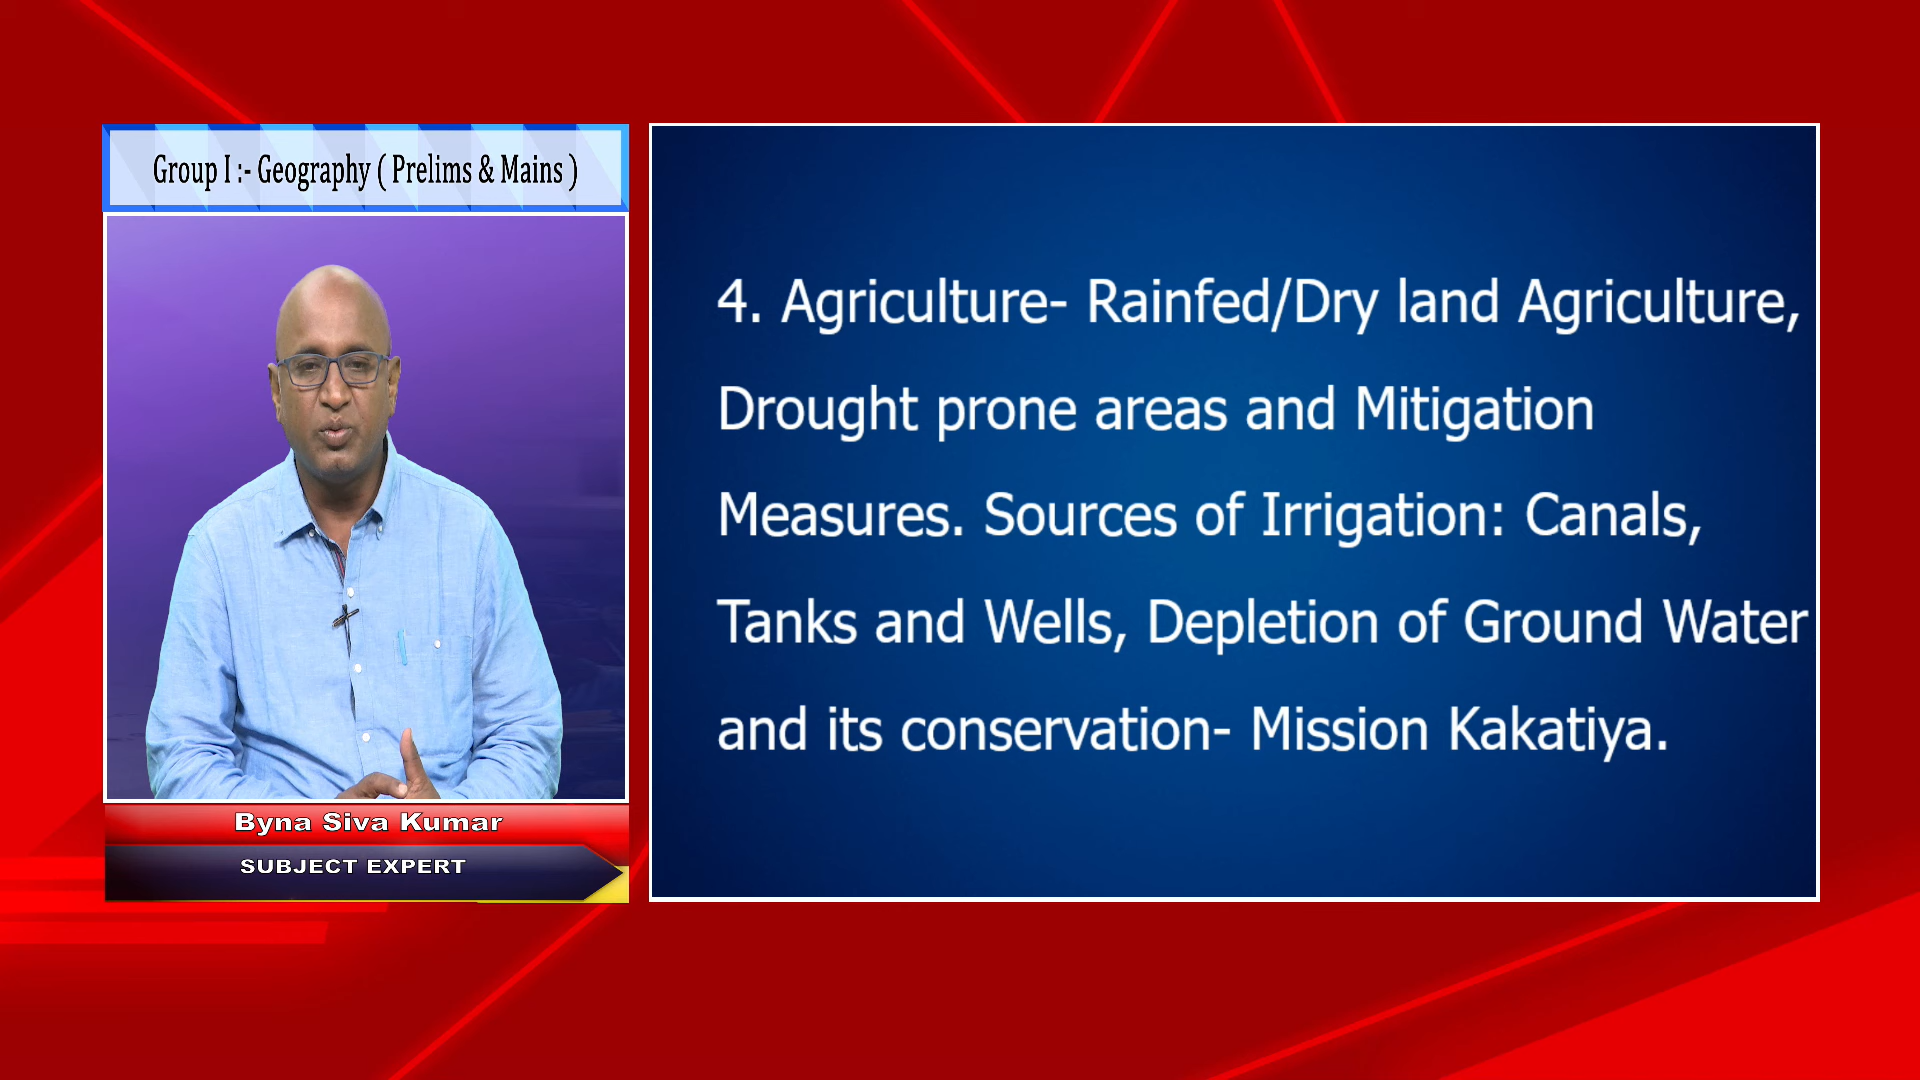 Group I :- Geography ( Prelims & Mains )
4. Agriculture- Rainfed/Dry land Agriculture,
Drought prone areas and Mitigation
Measures. Sources of Irrigation: Canals,
Tanks and Wells, Depletion of Ground Water
and its conservation- Mission Kakatiya.
Byna Siva Kumar
SUBJECT EXPERT